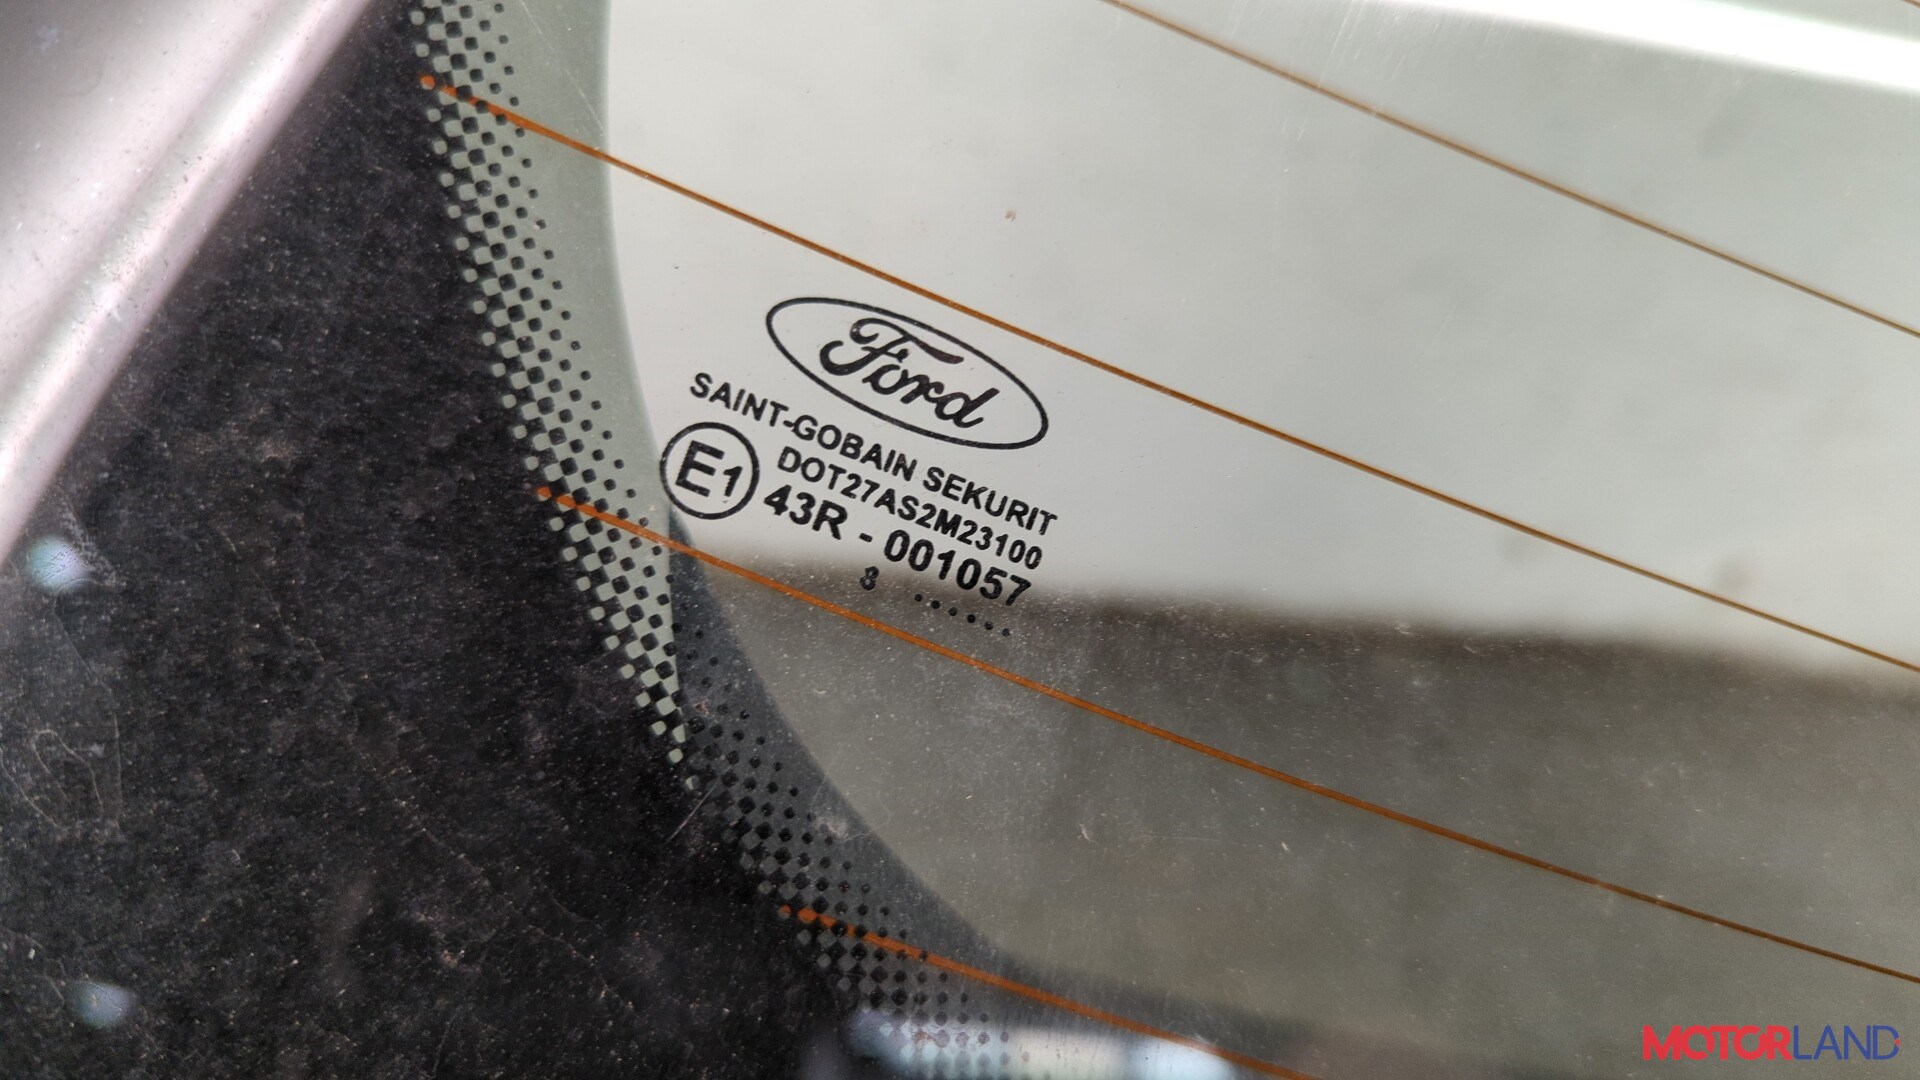 Ford
SAINT-GOBAIN SEKURIT
DOT27AS2M23100
E1
43R - 001057
8 ......
MOTORLAND